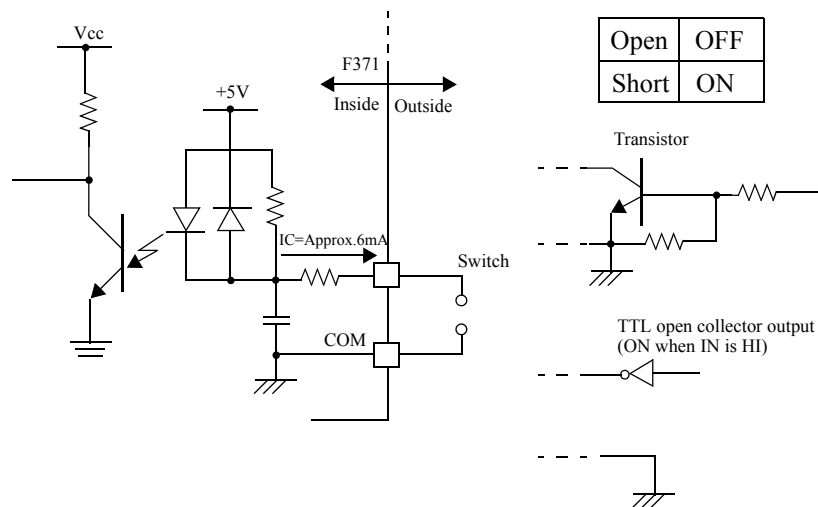 Vcc
+5V
F371
Inside Outside
IC=Approx.6mA
Switch
COM
Open OFF
Short ON
Transistor
TTL open collector output
(ON when IN is HI)